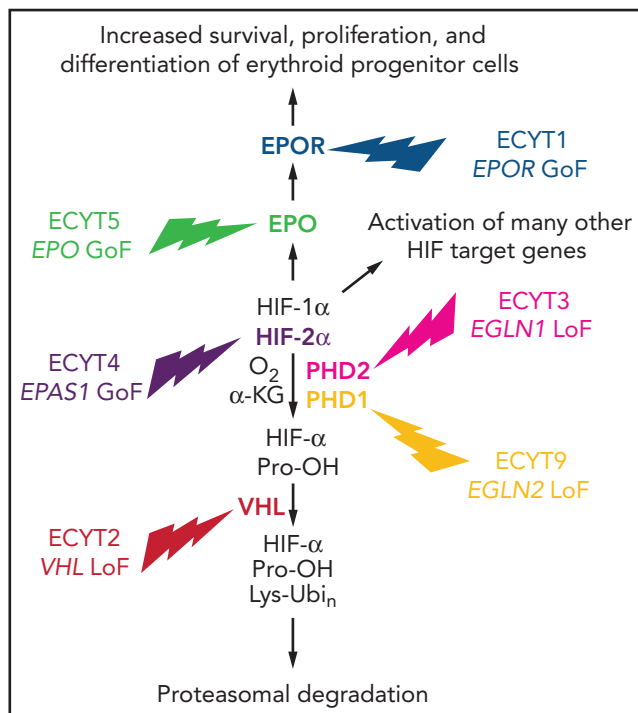 Increased survival, proliferation, and
differentiation of erythroid progenitor cells
EPOR
ECYT1
EPOR GoF
ECYT5
EPO GoF
EPO
Activation of many other
HIF target genes
HIF-1α
HIF-2α
ECYT3
EGLN1 LoF
ECYT4
EPAS1 GoF
O2
α-KG
PHD2
PHD1
HIF-α
Pro-OH
ECYT9
EGLN2 LoF
VHL
ECYT2
VHL LoF
HIF-α
Pro-OH
Lys-Ubin
Proteasomal degradation